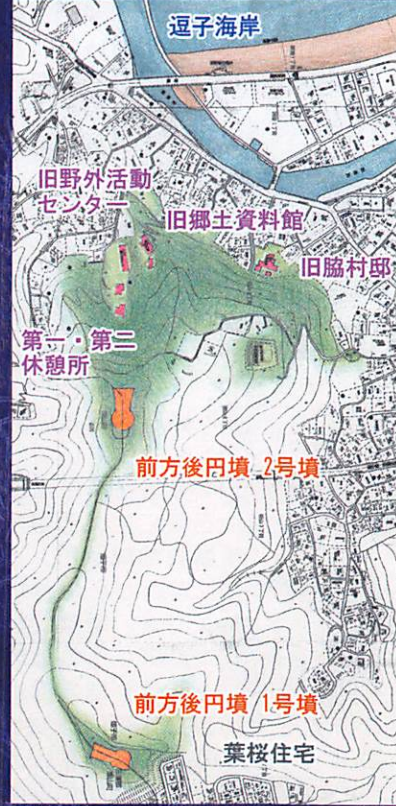 逗子海岸
旧野外活動
センター
旧郷土資料館
旧脇村邸
第一・第二
休憩所
前方後円墳 2号墳
前方後円墳 1号墳
葉桜住宅